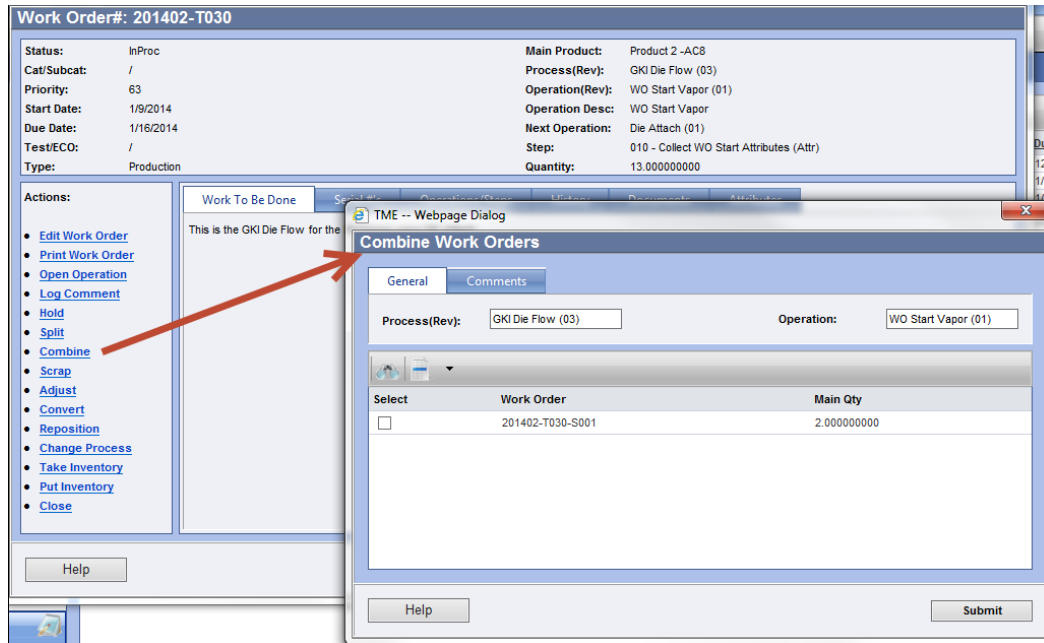 Work Order#: 201402-T030
Status: InProc Main Product: Product 2 -AC8
Cat/Subcat: / Process(Rev): GKI Die Flow (03)
Priority: 63 Operation(Rev): WO Start Vapor (01)
Start Date: 1/9/2014 Operation Desc: WO Start Vapor
Due Date: 1/16/2014 Next Operation: Die Attach (01)
Test/ECO: / Step: 010 - Collect WO Start Attributes (Attr)
Type: Production Quantity: 13.000000000
Actions:
Edit Work Order
Print Work Order
Open Operation
Log Comment
Hold
Split
Combine
Scrap
Adjust
Convert
Reposition
Change Process
Take Inventory
Put Inventory
Close
Work To Be Done Serial #'s Operations/Steps History Documents Attributes
This is the GKI Die Flow for the
Help
TME -- Webpage Dialog
Combine Work Orders
General Comments
Process(Rev): GKI Die Flow (03) Operation: WO Start Vapor (01)
Select Work Order Main Qty
201402-T030-S001 2.000000000
Help Submit